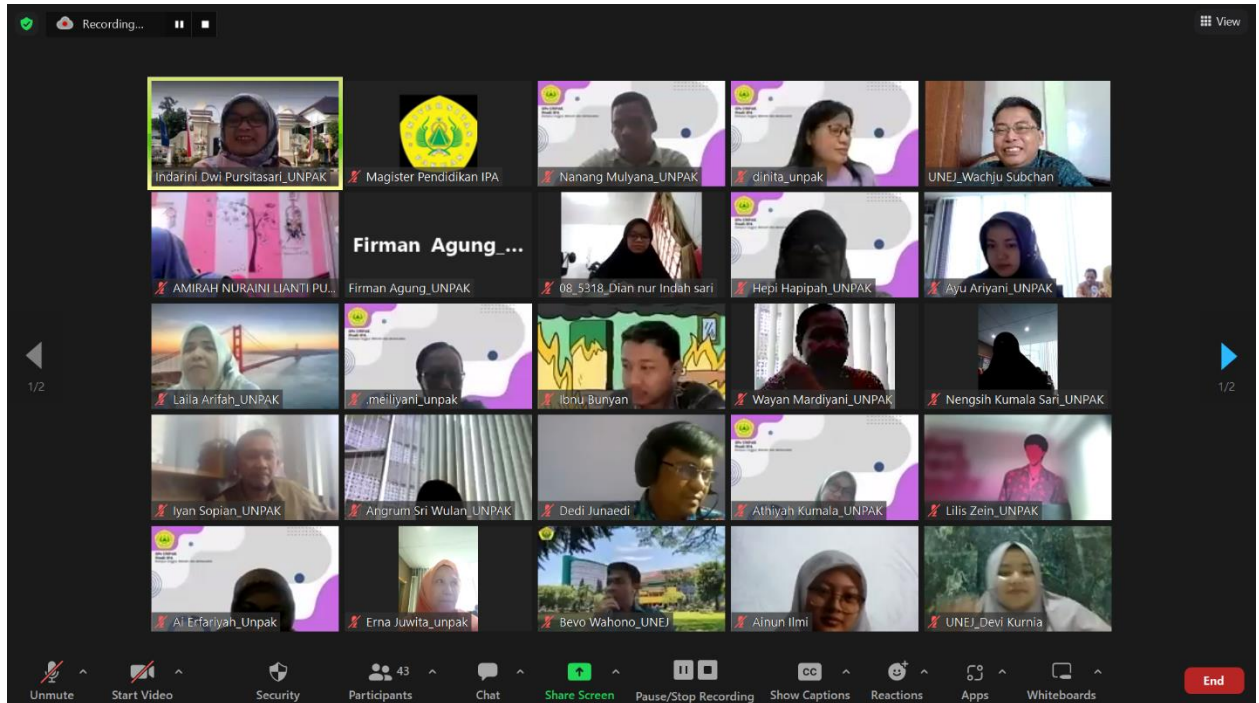 Recording...
View
Indarini Dwi Pursitasari_UNPAK
Magister Pendidikan IPA
Nanang Mulyana_UNPAK
dinita_unpak
UNEJ_Wachju Subchan
AMIRAH NURAINI LIANTI PU...
Firman Agung_...
Firman Agung_UNPAK
08_5318_Dian nur Indah sari
Hepi Hapipah_UNPAK
Ayu Ariyani_UNPAK
Laila Arifah_UNPAK
.meiliyani_unpak
Ibnu Bunyan
Wayan Mardiyani_UNPAK
Nengsih Kumala Sari_UNPAK
1/2
1/2
Iyan Sopian_UNPAK
Angrum Sri Wulan_UNPAK
Dedi Junaedi
Athiyah Kumala_UNPAK
Lilis Zein_UNPAK
Ai Erfariyah_Unpak
Erna Juwita_unpak
Bevo Wahono_UNEJ
Ainun Ilmi
UNEJ_Devi Kurnia
43
CC
Unmute
Start Video
Security
Participants
Chat
Share Screen
Pause/Stop Recording
Show Captions
Reactions
Apps
Whiteboards
End